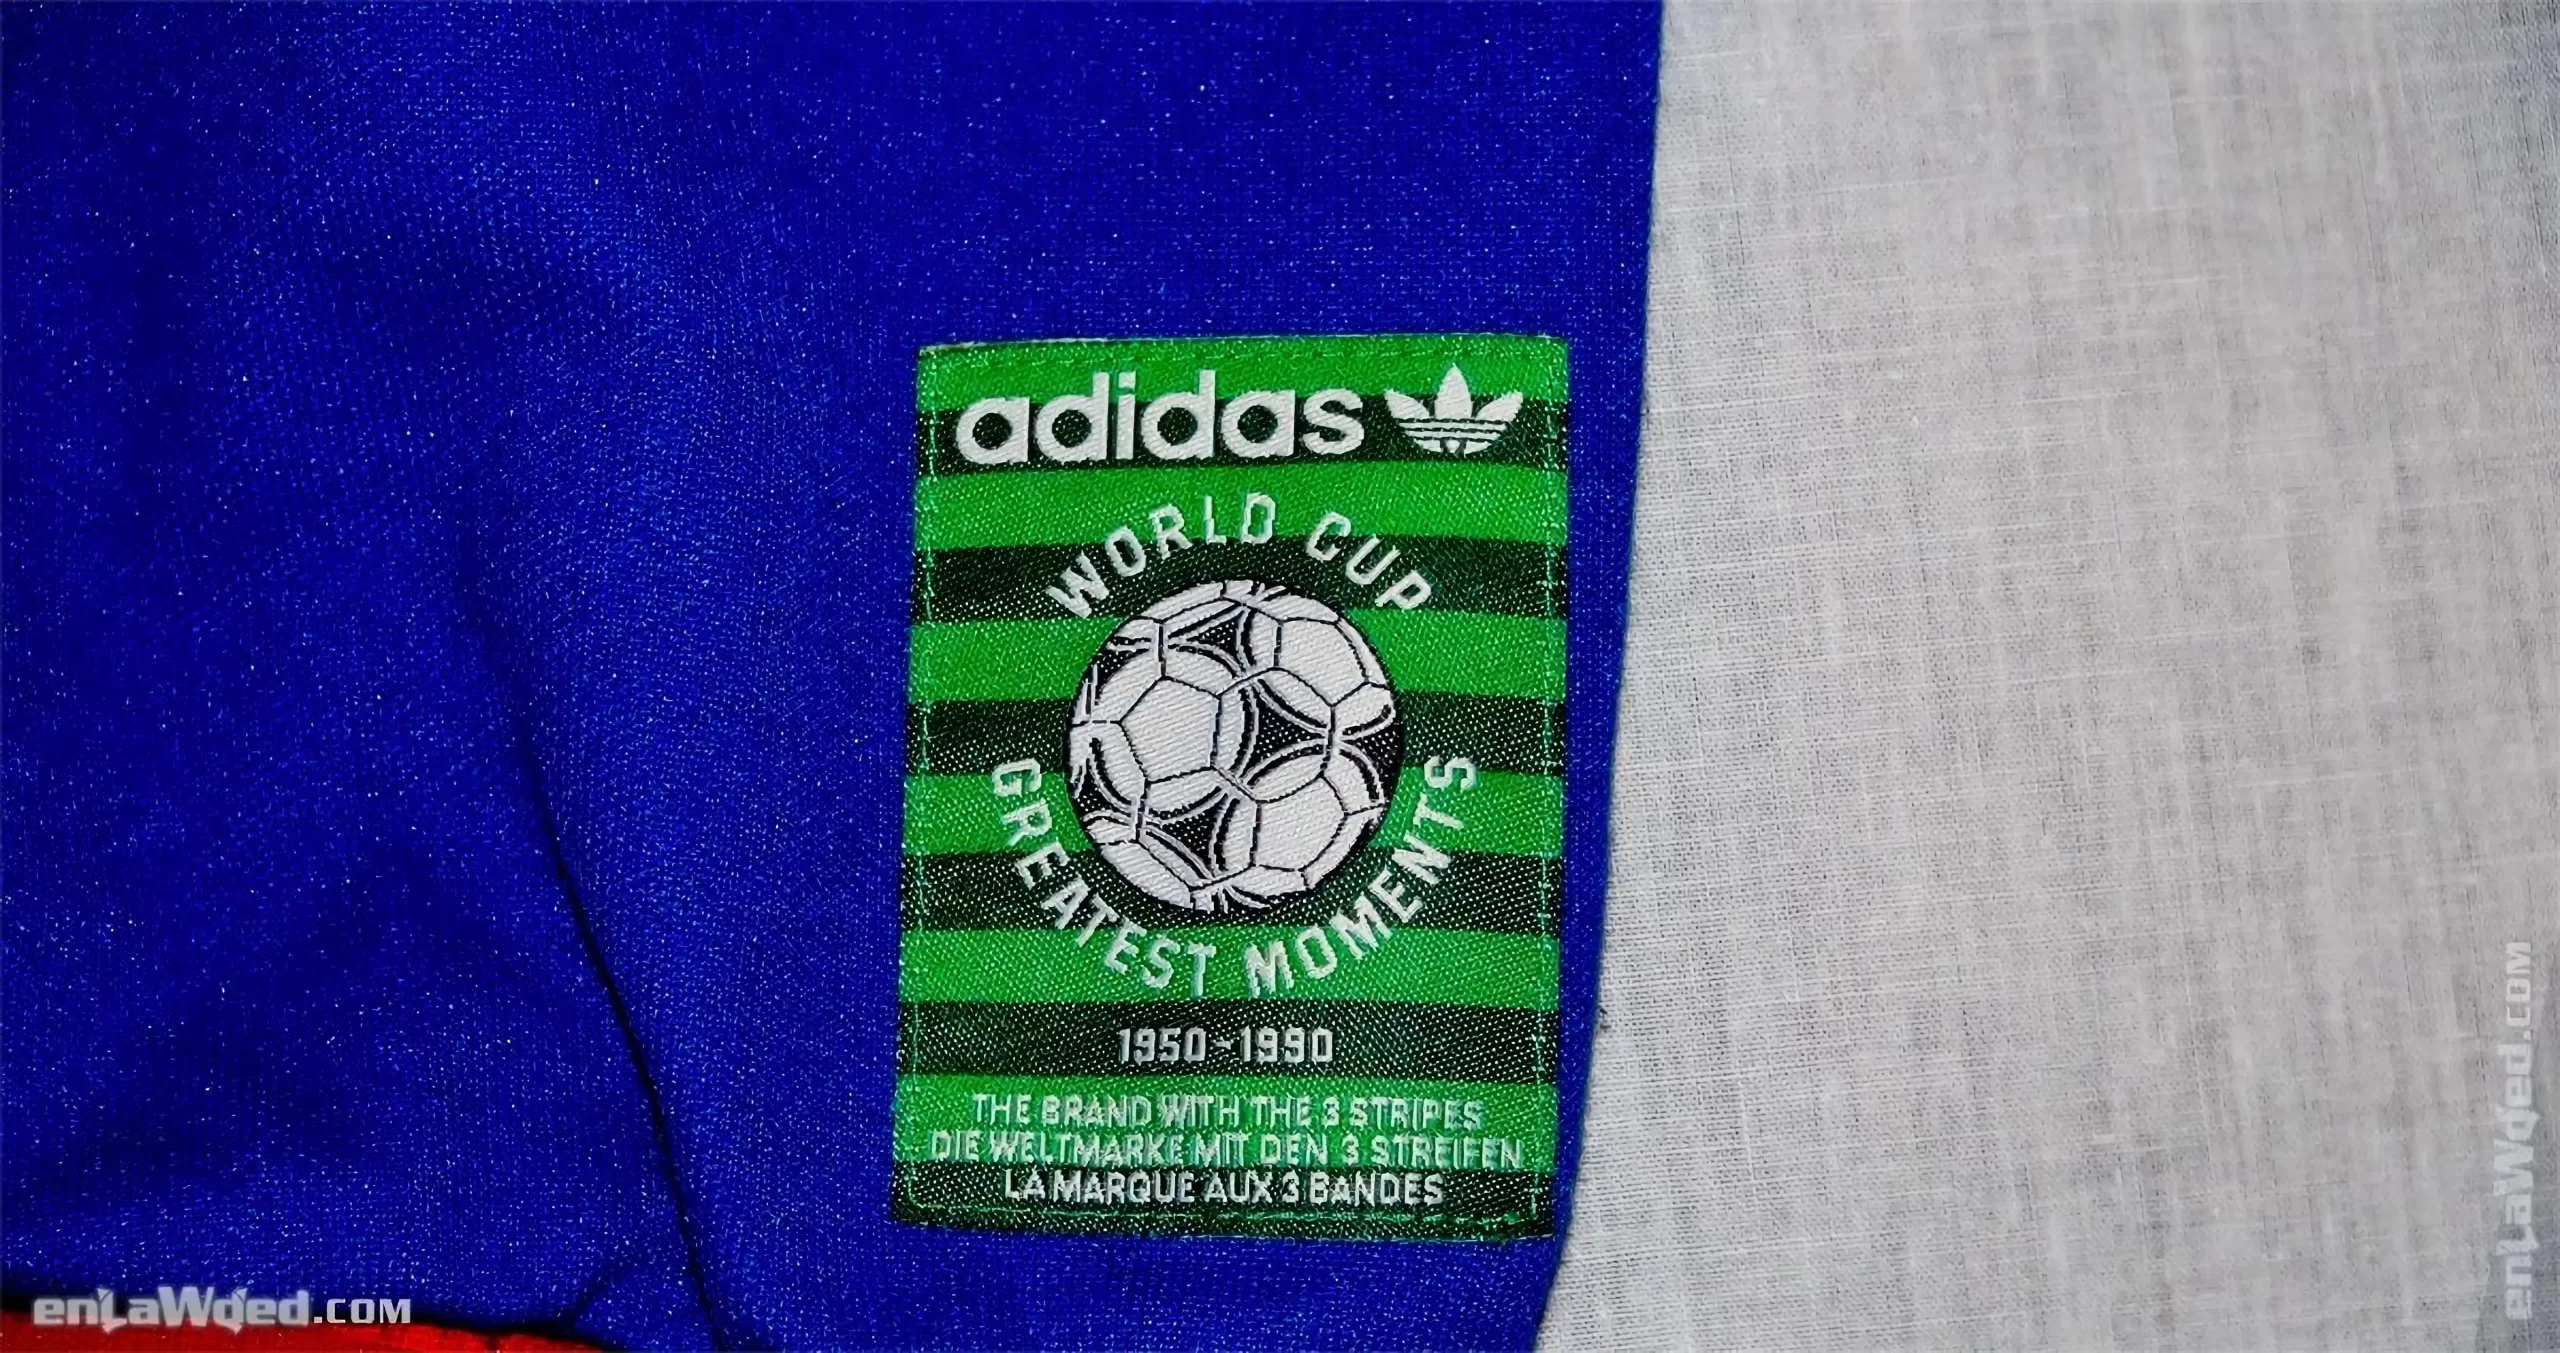 adidas
WORLD CUP
GREATEST MOMENTS
1950-1990
THE BRAND WITH THE 3 STRIPES
DIE WELTMARKE MIT DEN 3 STREIFEN
LA MARQUE AUX 3 BANDES
enLaWded.com
enLaWded.com